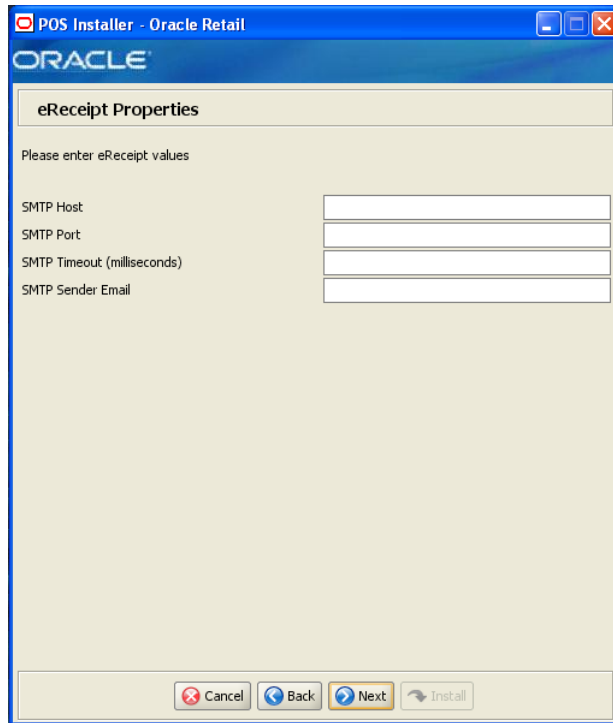 POS Installer - Oracle Retail
ORACLE
eReceipt Properties
Please enter eReceipt values
SMTP Host
SMTP Port
SMTP Timeout (milliseconds)
SMTP Sender Email
Cancel Back Next Install